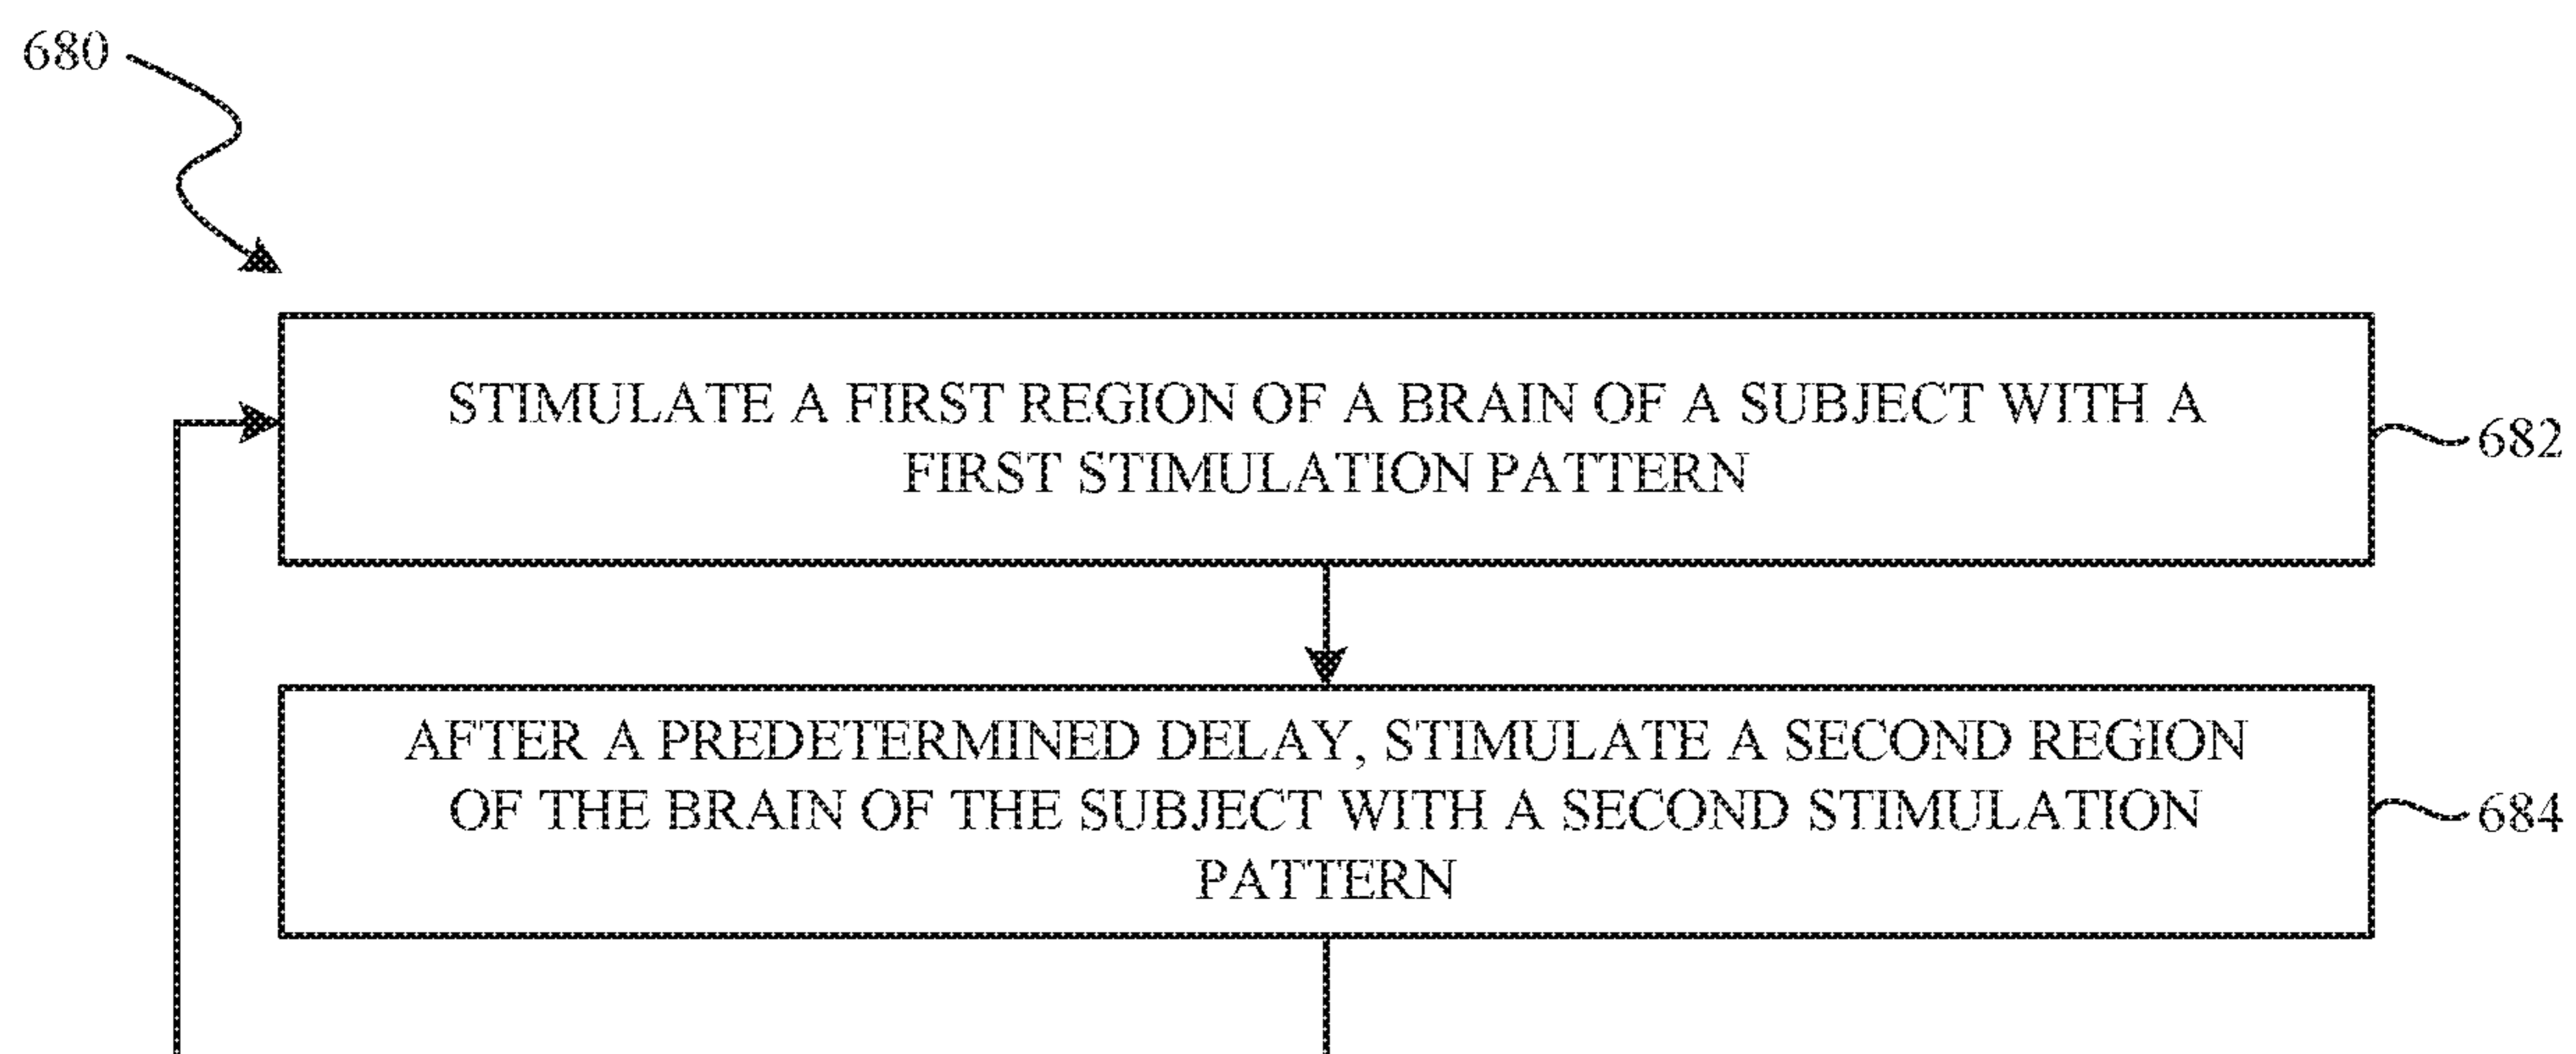 680
STIMULATE A FIRST REGION OF A BRAIN OF A SUBJECT WITH A
FIRST STIMULATION PATTERN
682
AFTER A PREDETERMINED DELAY, STIMULATE A SECOND REGION
OF THE BRAIN OF THE SUBJECT WITH A SECOND STIMULATION
PATTERN
684